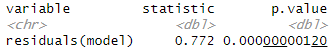 variable statistic p.value
<chr> <dbl> <dbl>
residuals(model) 0.772 0.00000000120